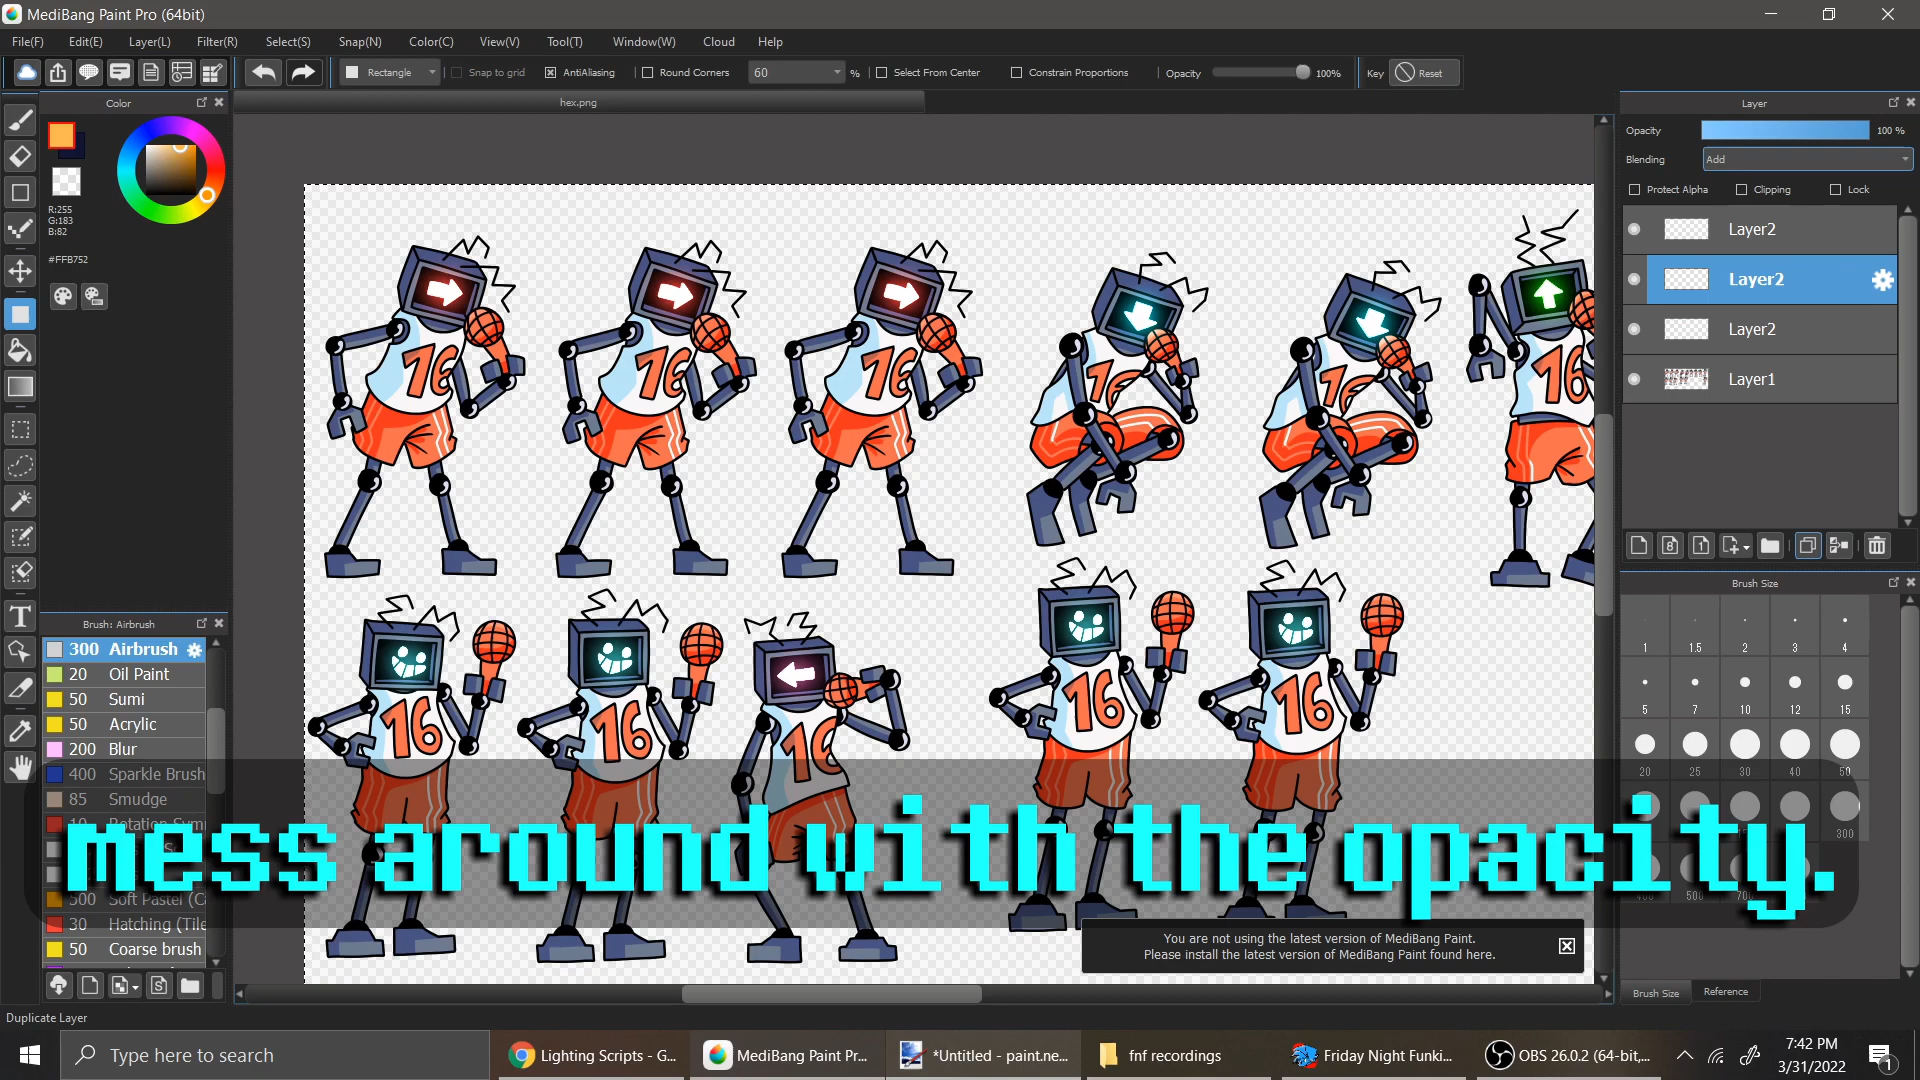 MediBang Paint Pro (64bit)
File(F) Edit(E) Layer(L) Filter(R) Select(S) Snap(N) Color(C) View(V) Tool(T) Window(W) Cloud Help
Rectangle Snap to grid AntiAliasing Round Corners 60 % Select From Center Constrain Proportions Opacity 100% Key Reset
Color
hex.png
Layer
Opacity 100 %
Blending Add
Protect Alpha Clipping Lock
R:255
G:183
B:82
#FFB752
Layer2
Layer2
Layer2
Layer1
16 16 16 16 16 16
16 16 16 16 16
Brush: Airbrush
300 Airbrush
20 Oil Paint
50 Sumi
50 Acrylic
200 Blur
400 Sparkle Brush
85 Smudge
30 Hatching (Tile
50 Coarse brush
Brush Size
1 1.5 2 3 4
5 7 10 12 15
20 25 30 40 50
300
500
mess around with the opacity.
You are not using the latest version of MediBang Paint.
Please install the latest version of MediBang Paint found here.
Brush Size Reference
Duplicate Layer
Type here to search
Lighting Scripts - G...
MediBang Paint Pr...
*Untitled - paint.ne...
fnf recordings
Friday Night Funki...
OBS 26.0.2 (64-bit,...
7:42 PM
3/31/2022
1